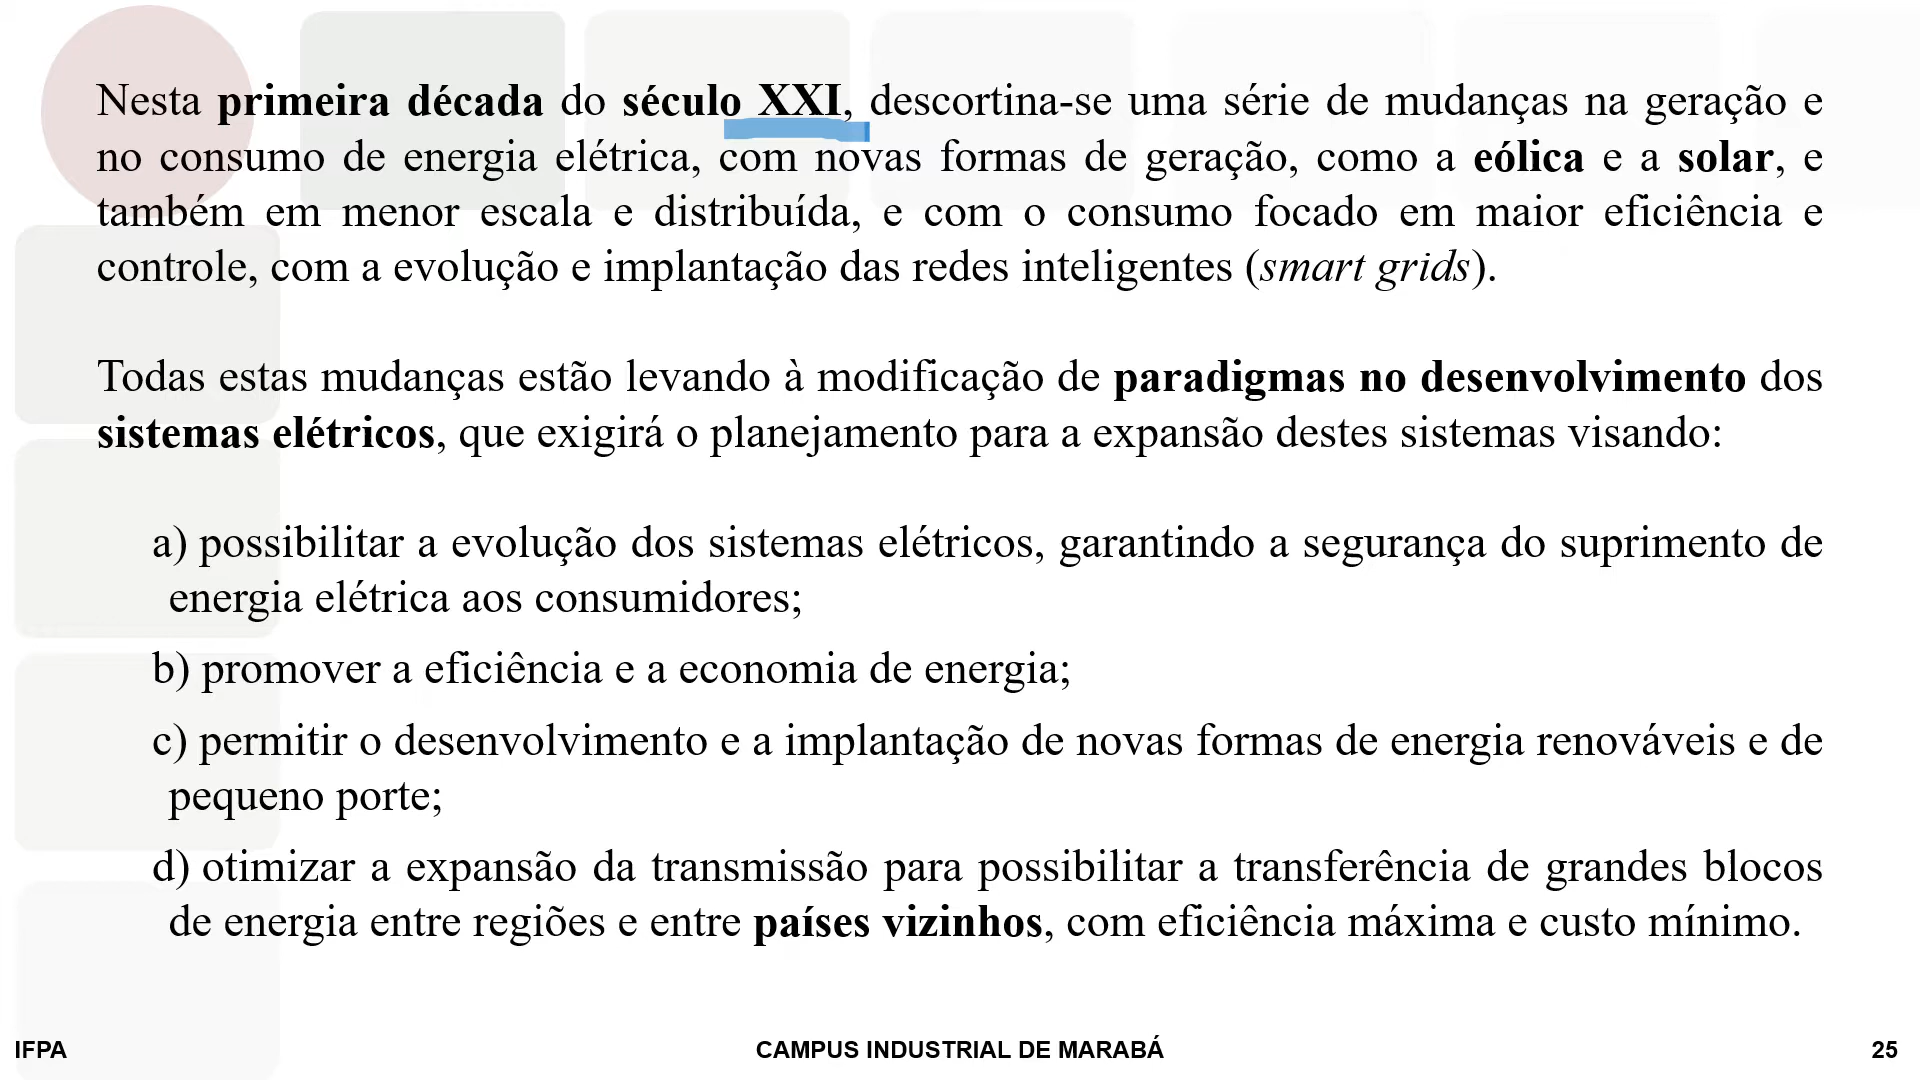 Nesta primeira década do século XXI, descortina-se uma série de mudanças na geração e
no consumo de energia elétrica, com novas formas de geração, como a eólica e a solar, e
também em menor escala e distribuída, e com o consumo focado em maior eficiência e
controle, com a evolução e implantação das redes inteligentes (smart grids).
Todas estas mudanças estão levando à modificação de paradigmas no desenvolvimento dos
sistemas elétricos, que exigirá o planejamento para a expansão destes sistemas visando:
a) possibilitar a evolução dos sistemas elétricos, garantindo a segurança do suprimento de
energia elétrica aos consumidores;
b) promover a eficiência e a economia de energia;
c) permitir o desenvolvimento e a implantação de novas formas de energia renováveis e de
pequeno porte;
d) otimizar a expansão da transmissão para possibilitar a transferência de grandes blocos
de energia entre regiões e entre países vizinhos, com eficiência máxima e custo mínimo.
IFPA
CAMPUS INDUSTRIAL DE MARABÁ
25